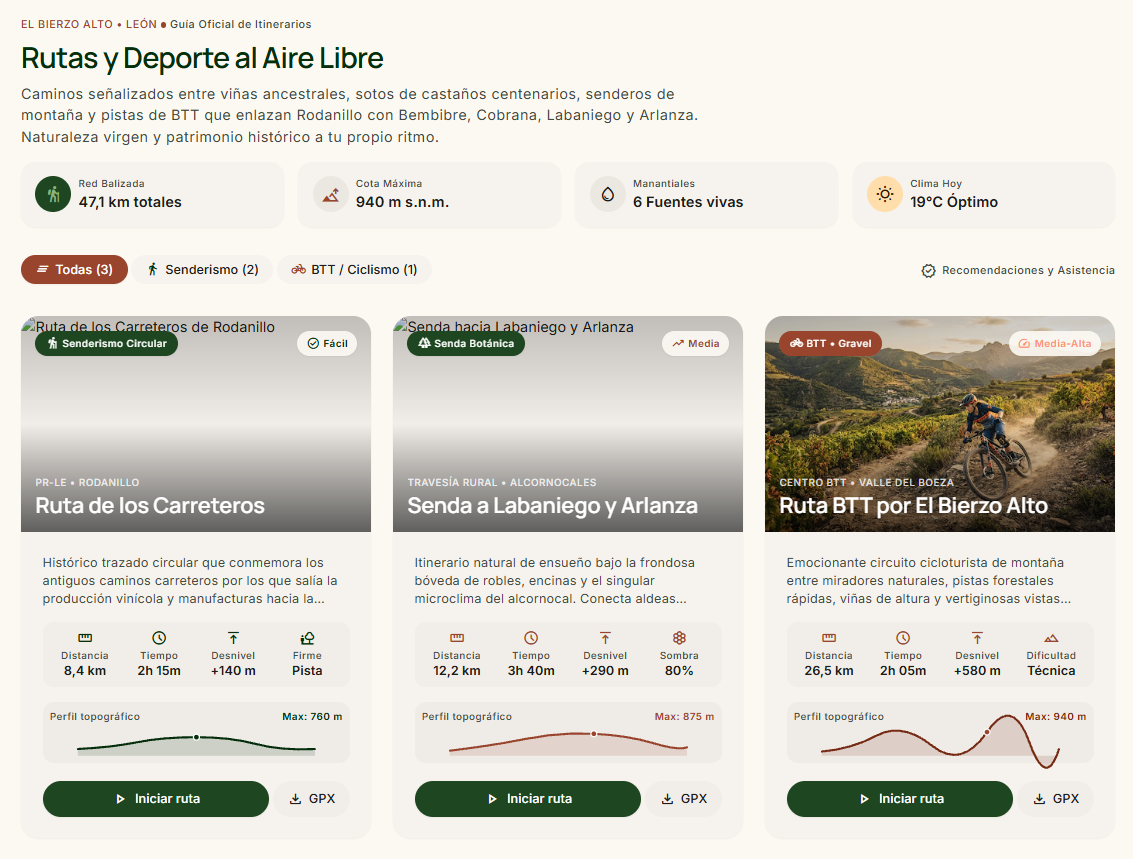 EL BIERZO ALTO • LEÓN • Guía Oficial de Itinerarios
Rutas y Deporte al Aire Libre
Caminos señalizados entre viñas ancestrales, sotos de castaños centenarios, senderos de
montaña y pistas de BTT que enlazan Rodanillo con Bembibre, Cobrana, Labaniego y Arlanza.
Naturaleza virgen y patrimonio histórico a tu propio ritmo.
Red Balizada
47,1 km totales
Cota Máxima
940 m s.n.m.
Manantiales
6 Fuentes vivas
Clima Hoy
19°C Óptimo
Todas (3)
Senderismo (2)
BTT / Ciclismo (1)
Recomendaciones y Asistencia
Ruta de los Carreteros de Rodanillo
Senderismo Circular
Fácil
PR-LE • RODANILLO
Ruta de los Carreteros
Histórico trazado circular que conmemora los
antiguos caminos carreteros por los que salía la
producción vinícola y manufacturas hacia la...
Distancia
8,4 km
Tiempo
2h 15m
Desnivel
+140 m
Firme
Pista
Perfil topográfico
Max: 760 m
Iniciar ruta
GPX
Senda hacia Labaniego y Arlanza
Senda Botánica
Media
TRAVESÍA RURAL • ALCORNOCALES
Senda a Labaniego y Arlanza
Itinerario natural de ensueño bajo la frondosa
bóveda de robles, encinas y el singular
microclima del alcornocal. Conecta aldeas...
Distancia
12,2 km
Tiempo
3h 40m
Desnivel
+290 m
Sombra
80%
Perfil topográfico
Max: 875 m
Iniciar ruta
GPX
BTT • Gravel
Media-Alta
CENTRO BTT • VALLE DEL BOEZA
Ruta BTT por El Bierzo Alto
Emocionante circuito cicloturista de montaña
entre miradores naturales, pistas forestales
rápidas, viñas de altura y vertiginosas vistas...
Distancia
26,5 km
Tiempo
2h 05m
Desnivel
+580 m
Dificultad
Técnica
Perfil topográfico
Max: 940 m
Iniciar ruta
GPX